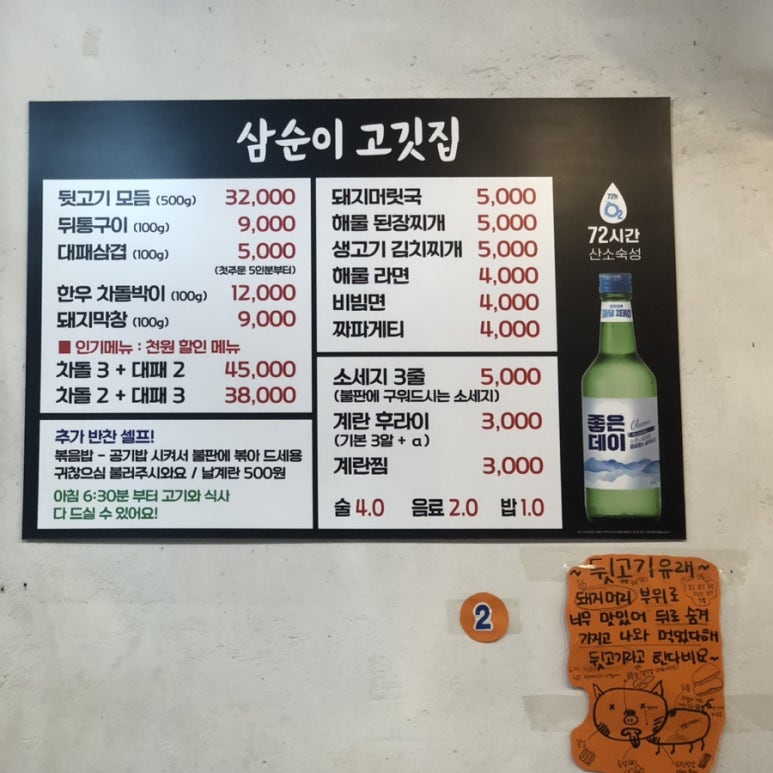 삼순이 고깃집
뒷고기 모듬 (500g) 32,000
뒤통구이 (100g) 9,000
대패삼겹 (100g) 5,000
(첫주문 5인분부터)
한우 차돌박이 (100g) 12,000
돼지막창 (100g) 9,000
■ 인기메뉴 : 천원 할인 메뉴
차돌 3 + 대패 2 45,000
차돌 2 + 대패 3 38,000
추가 반찬 셀프!
볶음밥 - 공기밥 시켜서 불판에 볶아 드세용
귀찮으심 불러주시와요 / 날계란 500원
아침 6:30분 부터 고기와 식사
다 드실 수 있어요!
돼지머릿국 5,000
해물 된장찌개 5,000
생고기 김치찌개 5,000
해물 라면 4,000
비빔면 4,000
짜파게티 4,000
소세지 3줄 5,000
(불판에 구워드시는 소세지)
계란 후라이 3,000
(기본 3알 + α)
계란찜 3,000
술 4.0 음료 2.0 밥 1.0
72h
O2
72시간
산소숙성
과당 ZERO
좋은
데이
2
~ 뒷고기 유래 ~
돼지머리 부위로
너무 맛있어 뒤로 숨겨
가지고 나와 먹었다해
뒷고기라고 한다비요~